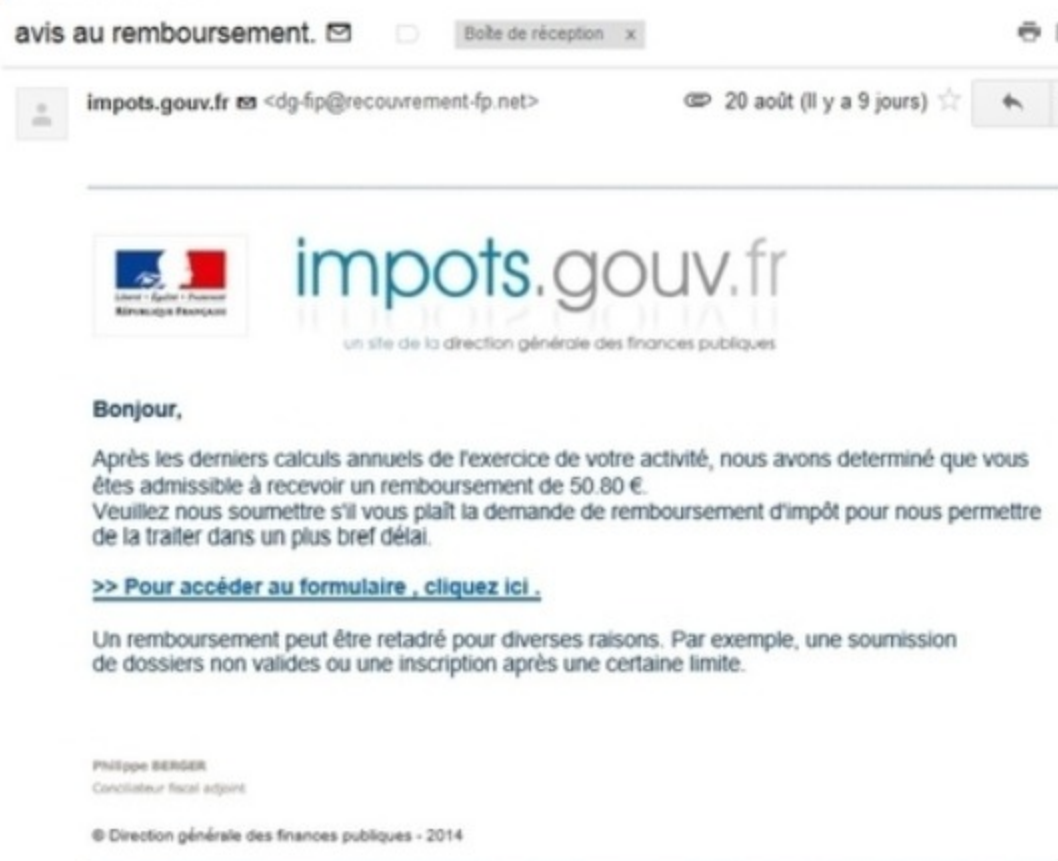 avis au remboursement.
Boîte de réception x
impots.gouv.fr <dg-fip@recouvrement-fp.net>
20 août (Il y a 9 jours)
Liberté • Égalité • Fraternité
RÉPUBLIQUE FRANÇAISE
impots.gouv.fr
un site de la direction générale des finances publiques
Bonjour,
Après les derniers calculs annuels de l'exercice de votre activité, nous avons determiné que vous
êtes admissible à recevoir un remboursement de 50.80 €.
Veuillez nous soumettre s'il vous plaît la demande de remboursement d'impôt pour nous permettre
de la traiter dans un plus bref délai.
>> Pour accéder au formulaire , cliquez ici .
Un remboursement peut être retadré pour diverses raisons. Par exemple, une soumission
de dossiers non valides ou une inscription après une certaine limite.
Philippe BERGER
Conciliateur fiscal adjoint
© Direction générale des finances publiques - 2014